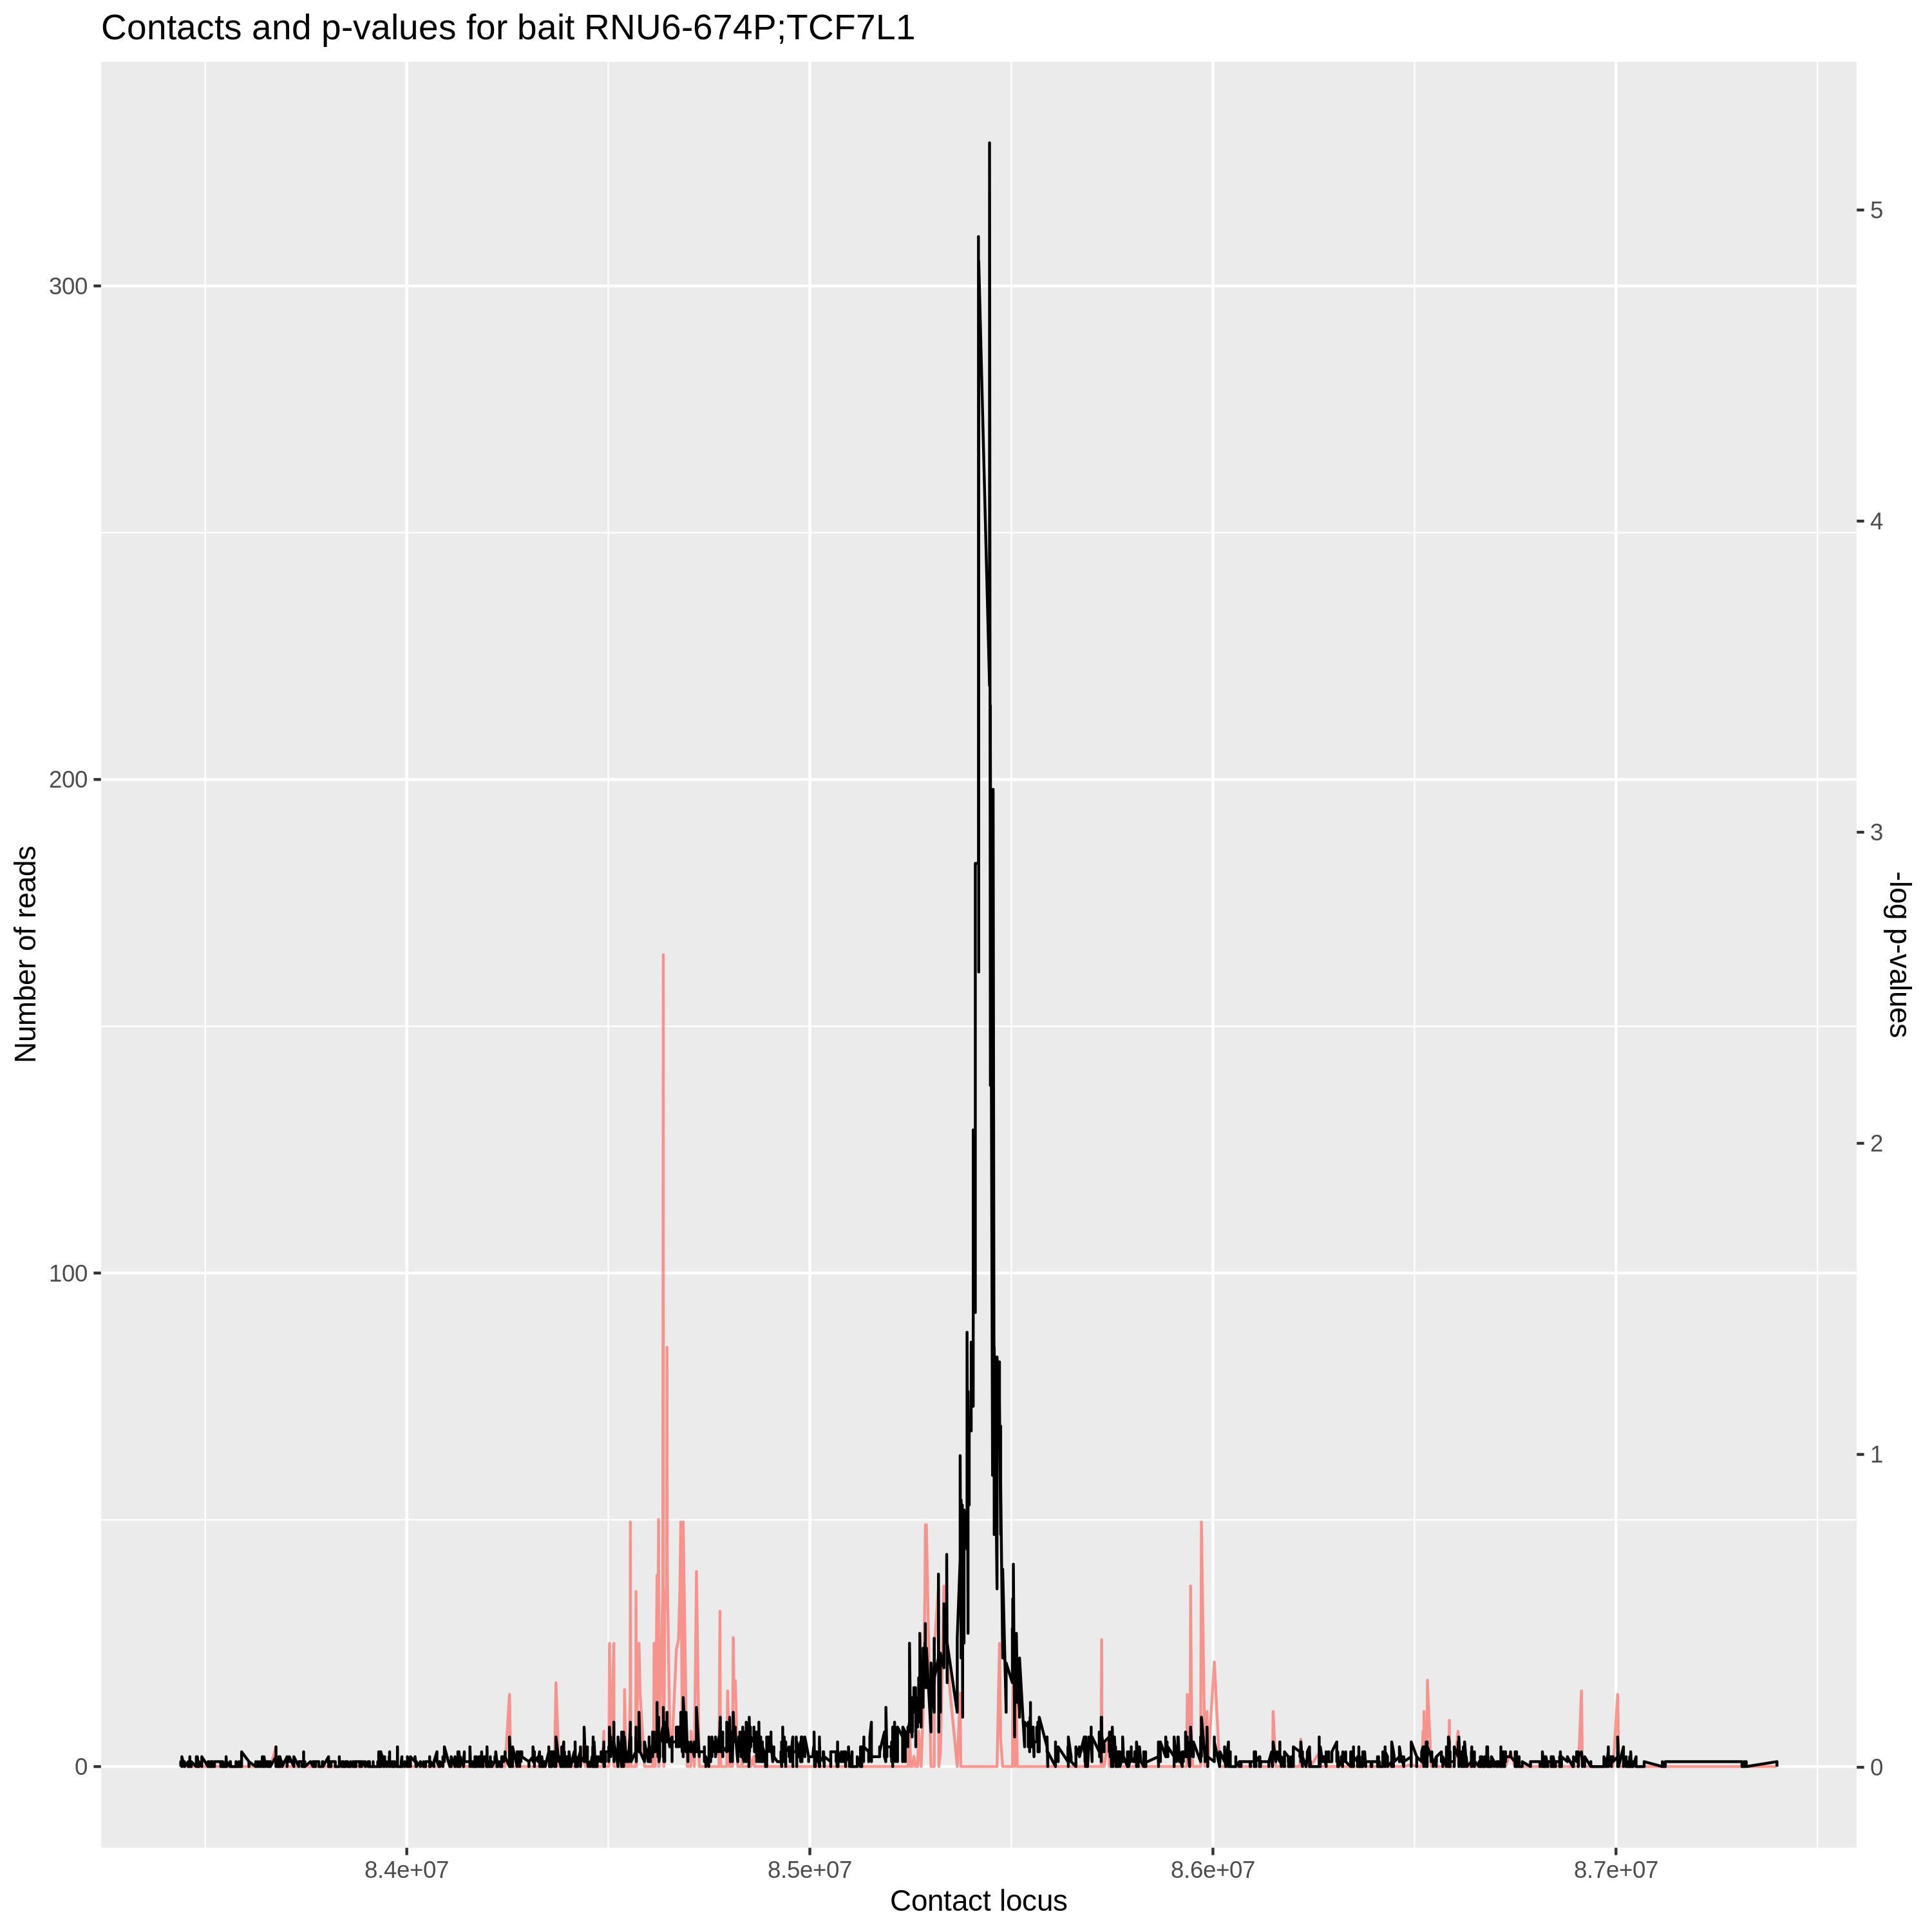 Contacts and p-values for bait RNU6-674P;TCF7L1
Number of reads
300
200
100
0
5
4
3
2
1
0
-log p-values
8.4e+07
8.5e+07
8.6e+07
8.7e+07
Contact locus